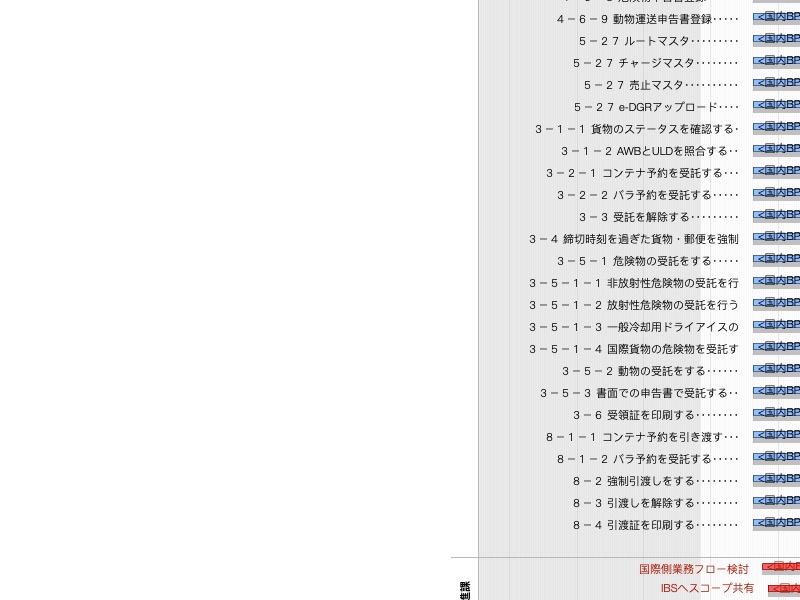 4－6－9 動物運送申告書登録･････ <国内BP
5－2７ ルートマスタ･････････ <国内BP
5－2７ チャージマスタ････････ <国内BP
5－2７ 売止マスタ･･････････ <国内BP
5－2７ e-DGRアップロード････ <国内BP
3－1－1 貨物のステータスを確認する･ <国内BP
3－1－2 AWBとULDを照合する･･ <国内BP
3－2－1 コンテナ予約を受託する･･･ <国内BP
3－2－2 バラ予約を受託する･････ <国内BP
3－3 受託を解除する･････････ <国内BP
3－4 締切時刻を過ぎた貨物・郵便を強制 <国内BP
3－5－1 危険物の受託をする･････ <国内BP
3－5－1－1 非放射性危険物の受託を行 <国内BP
3－5－1－2 放射性危険物の受託を行う <国内BP
3－5－1－3 一般冷却用ドライアイスの <国内BP
3－5－1－4 国際貨物の危険物を受託す <国内BP
3－5－2 動物の受託をする･･････ <国内BP
3－5－3 書面での申告書で受託する･･ <国内BP
3－6 受領証を印刷する････････ <国内BP
8－1－1 コンテナ予約を引き渡す･･･ <国内BP
8－1－2 バラ予約を受託する･････ <国内BP
8－2 強制引渡しをする････････ <国内BP
8－3 引渡しを解除する････････ <国内BP
8－4 引渡証を印刷する････････ <国内BP
国際側業務フロー検討 <国内B
IBSへスコープ共有 <国内
進課